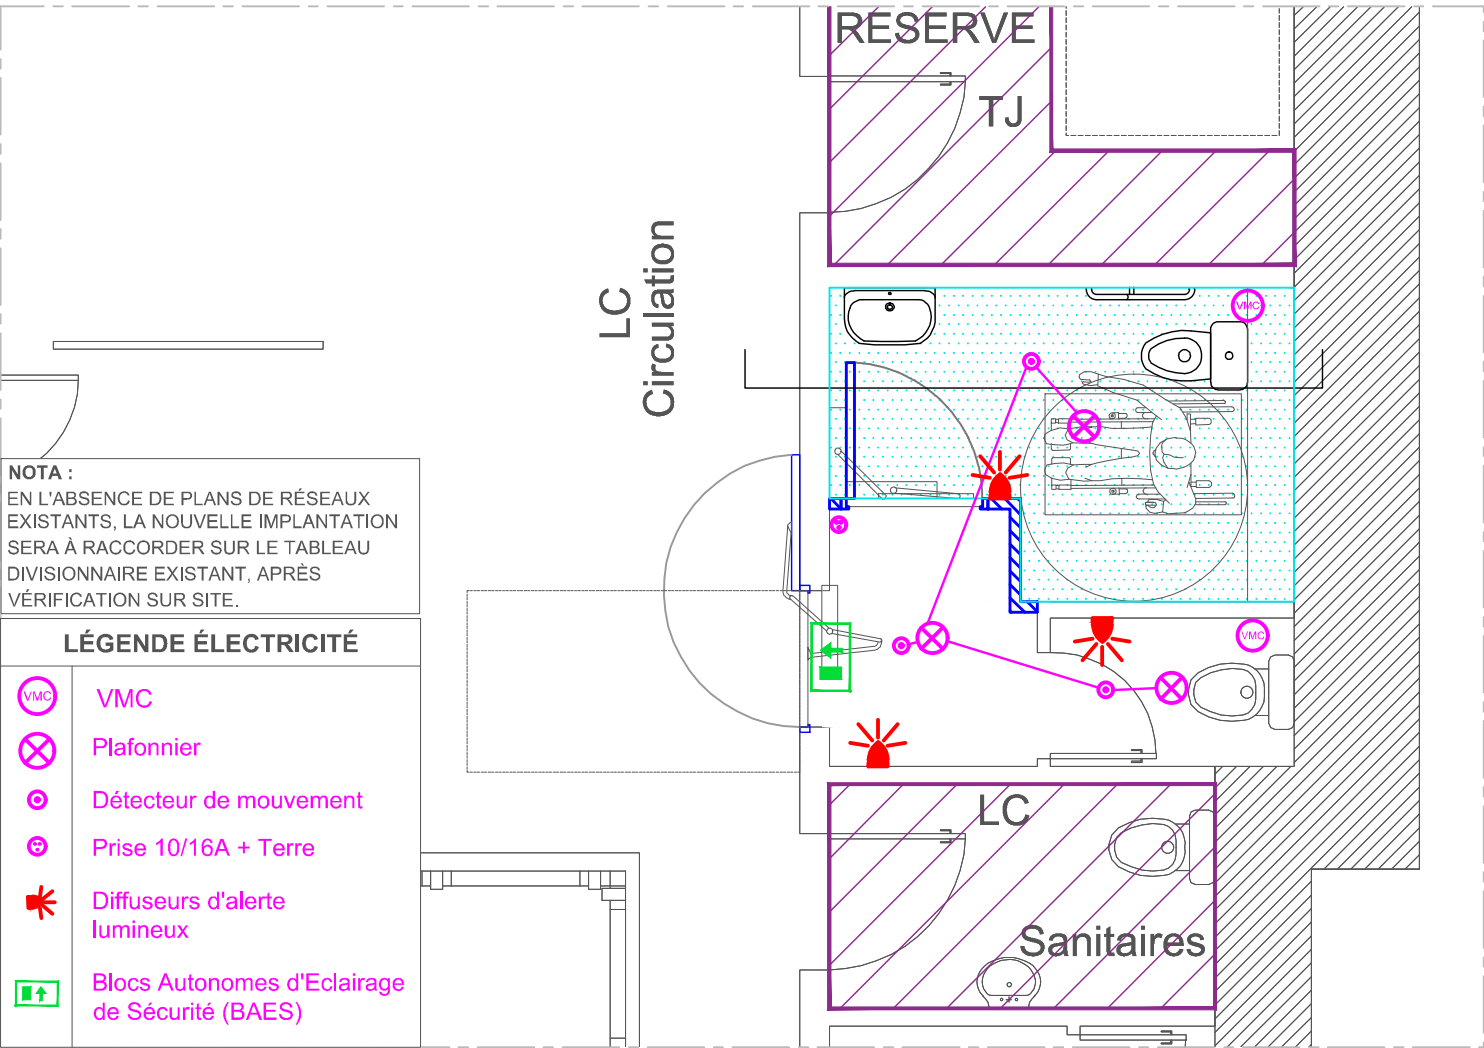 RESERVE
TJ
LC
Circulation
VMC
NOTA :
EN L'ABSENCE DE PLANS DE RÉSEAUX
EXISTANTS, LA NOUVELLE IMPLANTATION
SERA À RACCORDER SUR LE TABLEAU
DIVISIONNAIRE EXISTANT, APRÈS
VÉRIFICATION SUR SITE.
LÉGENDE ÉLECTRICITÉ
VMC
VMC
VMC
Plafonnier
Détecteur de mouvement
Prise 10/16A + Terre
Diffuseurs d'alerte
lumineux
Blocs Autonomes d'Eclairage
de Sécurité (BAES)
LC
Sanitaires